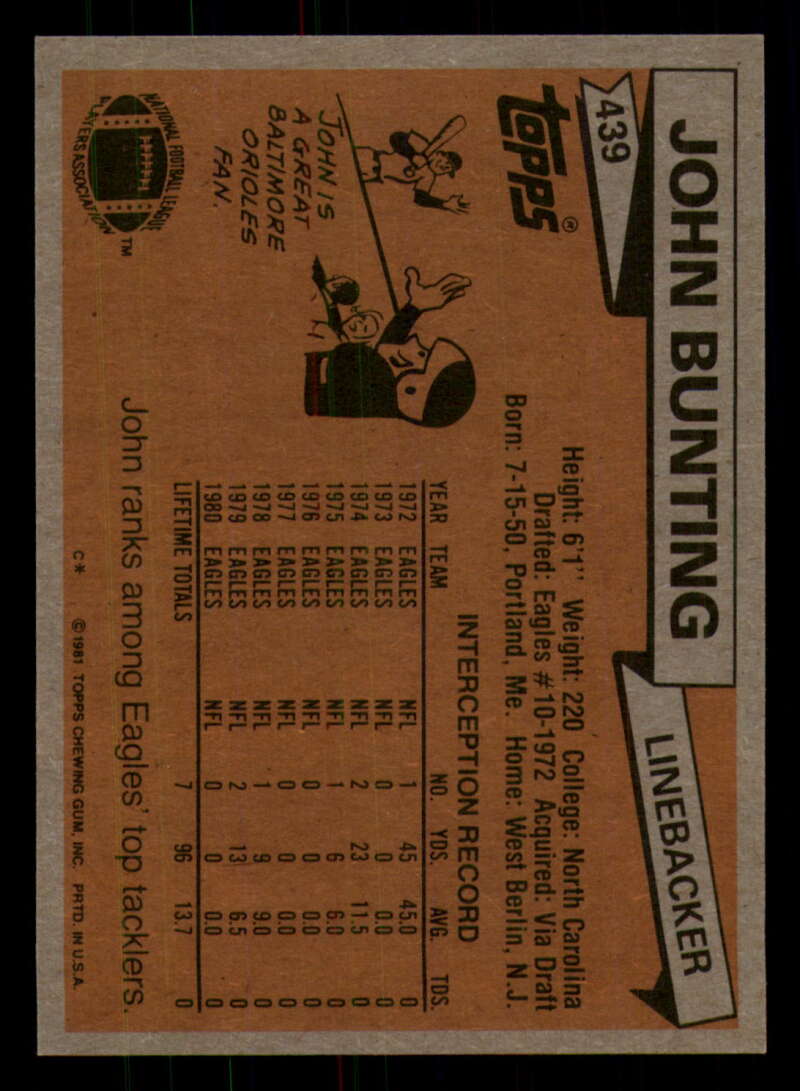 439
JOHN BUNTING
LINEBACKER
TOPPS®
Height: 6'1" Weight: 220 College: North Carolina
Drafted: Eagles #10-1972 Acquired: Via Draft
Born: 7-15-50, Portland, Me. Home: West Berlin, N.J.
JOHN IS
A GREAT
BALTIMORE
ORIOLES
FAN.
INTERCEPTION RECORD
YEAR TEAM NO. YDS. AVG. TDS.
1972 EAGLES NFL 1 45 45.0 0
1973 EAGLES NFL 0 0 0.0 0
1974 EAGLES NFL 2 23 11.5 0
1975 EAGLES NFL 1 6 6.0 0
1976 EAGLES NFL 0 0 0.0 0
1977 EAGLES NFL 0 0 0.0 0
1978 EAGLES NFL 1 9 9.0 0
1979 EAGLES NFL 2 13 6.5 0
1980 EAGLES NFL 0 0 0.0 0
LIFETIME TOTALS 7 96 13.7 0
NATIONAL FOOTBALL LEAGUE
PLAYERS ASSOCIATION
TM
John ranks among Eagles' top tacklers.
C* © 1981 TOPPS CHEWING GUM, INC. PRTD. IN U.S.A.